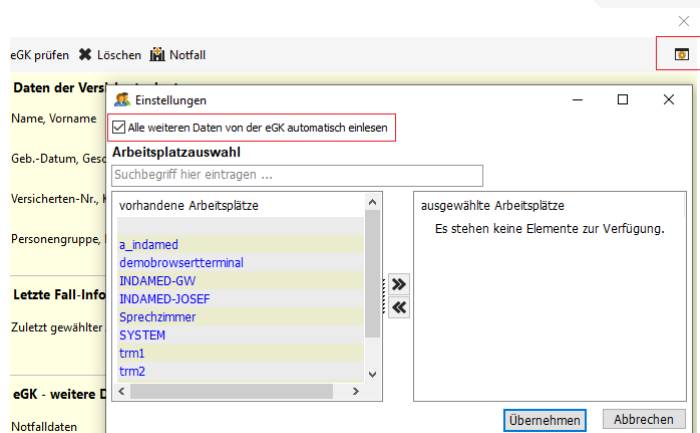 eGK prüfen Löschen Notfall
Daten der Vers
Einstellungen
Name, Vorname
Alle weiteren Daten von der eGK automatisch einlesen
Arbeitsplatzauswahl
Geb.-Datum, Gesc
Suchbegriff hier eintragen ...
Versicherten-Nr., K
vorhandene Arbeitsplätze
ausgewählte Arbeitsplätze
Es stehen keine Elemente zur Verfügung.
Personengruppe,
a_indamed
demobrowsertterminal
INDAMED-GW
Letzte Fall-Info
INDAMED-JOSEF
Sprechzimmer
Zuletzt gewählter
SYSTEM
trm1
trm2
eGK - weitere D
Übernehmen Abbrechen
Notfalldaten